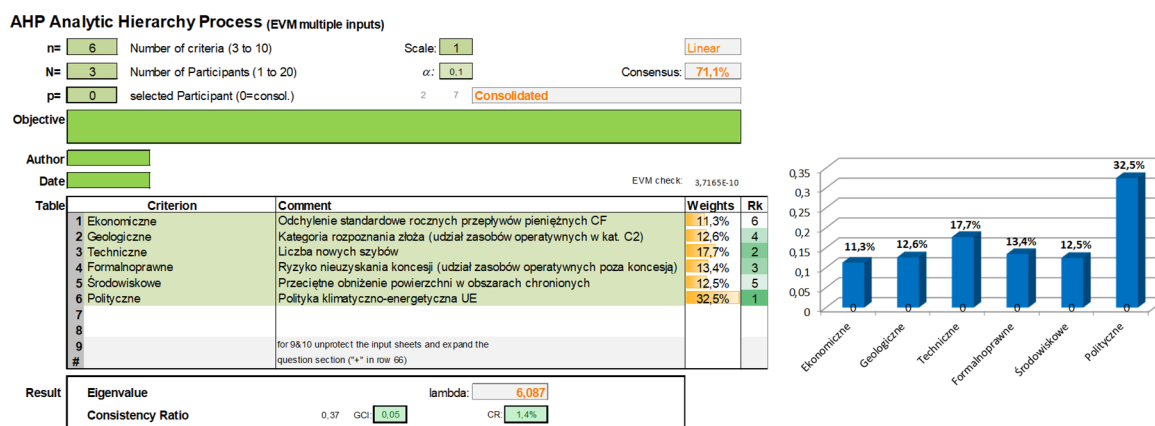 AHP Analytic Hierarchy Process (EVM multiple inputs)
n= 6 Number of criteria (3 to 10) Scale: 1 Linear
N= 3 Number of Participants (1 to 20) α: 0,1 Consensus: 71,1%
p= 0 selected Participant (0=consol.) 2 7 Consolidated
Objective
Author
Date EVM check: 3,7165E-10
Table Criterion Comment Weights Rk
1 Ekonomiczne Odchylenie standardowe rocznych przepływów pieniężnych CF 11,3% 6
2 Geologiczne Kategoria rozpoznania złoża (udział zasobów operatywnych w kat. C2) 12,6% 4
3 Techniczne Liczba nowych szybów 17,7% 2
4 Formalnoprawne Ryzyko nieuzyskania koncesji (udział zasobów operatywnych poza koncesją) 13,4% 3
5 Środowiskowe Przeciętne obniżenie powierzchni w obszarach chronionych 12,5% 5
6 Polityczne Polityka klimatyczno-energetyczna UE 32,5% 1
7
8
9 for 9&10 unprotect the input sheets and expand the
# question section ("+" in row 66)
Result Eigenvalue lambda: 6,087
Consistency Ratio 0,37 GCI: 0,05 CR: 1,4%
0,35
0,3
0,25
0,2
0,15
0,1
0,05
0
11,3% 12,6% 17,7% 13,4% 12,5% 32,5%
0 0 0 0 0 0
Ekonomiczne Geologiczne Techniczne Formalnoprawne Środowiskowe Polityczne